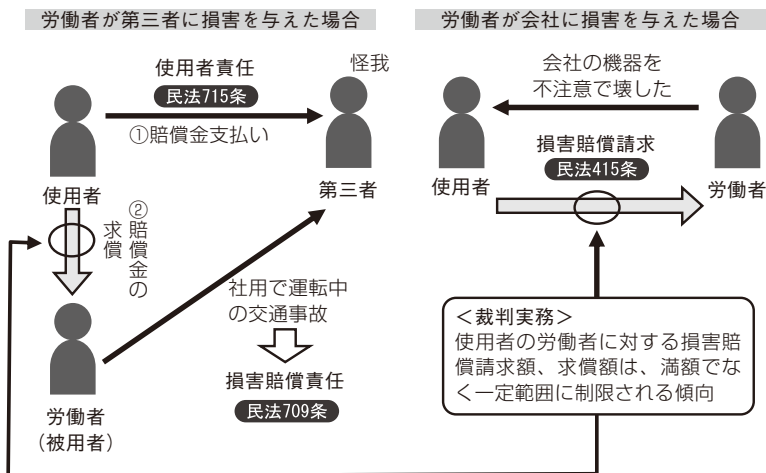 労働者が第三者に損害を与えた場合
使用者責任
民法715条
①賠償金支払い
怪我
使用者
第三者
②賠償金の
求償
社用で運転中
の交通事故
損害賠償責任
民法709条
労働者
(被用者)
労働者が会社に損害を与えた場合
会社の機器を
不注意で壊した
損害賠償請求
民法415条
使用者
労働者
<裁判実務>
使用者の労働者に対する損害賠
償請求額、求償額は、満額でな
く一定範囲に制限される傾向